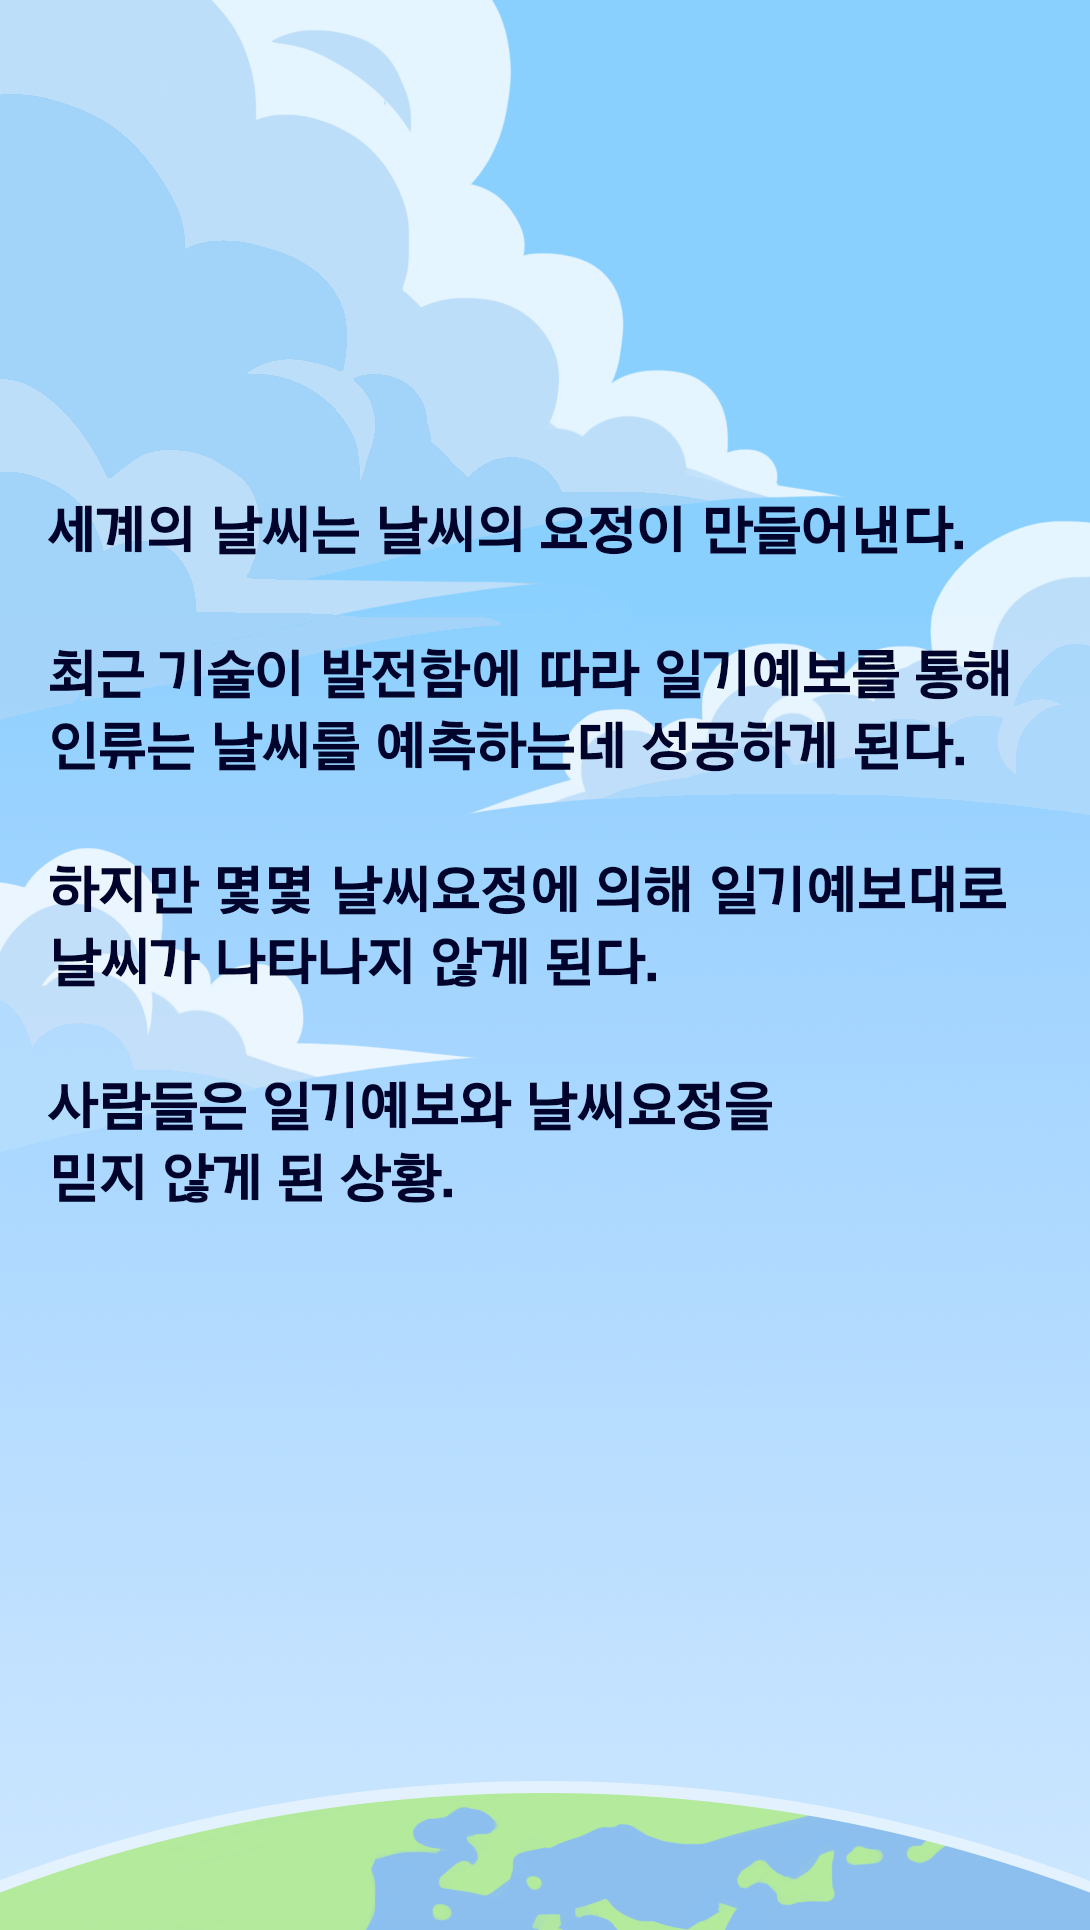 세계의 날씨는 날씨의 요정이 만들어낸다.
최근 기술이 발전함에 따라 일기예보를 통해
인류는 날씨를 예측하는데 성공하게 된다.
하지만 몇몇 날씨요정에 의해 일기예보대로
날씨가 나타나지 않게 된다.
사람들은 일기예보와 날씨요정을
믿지 않게 된 상황.